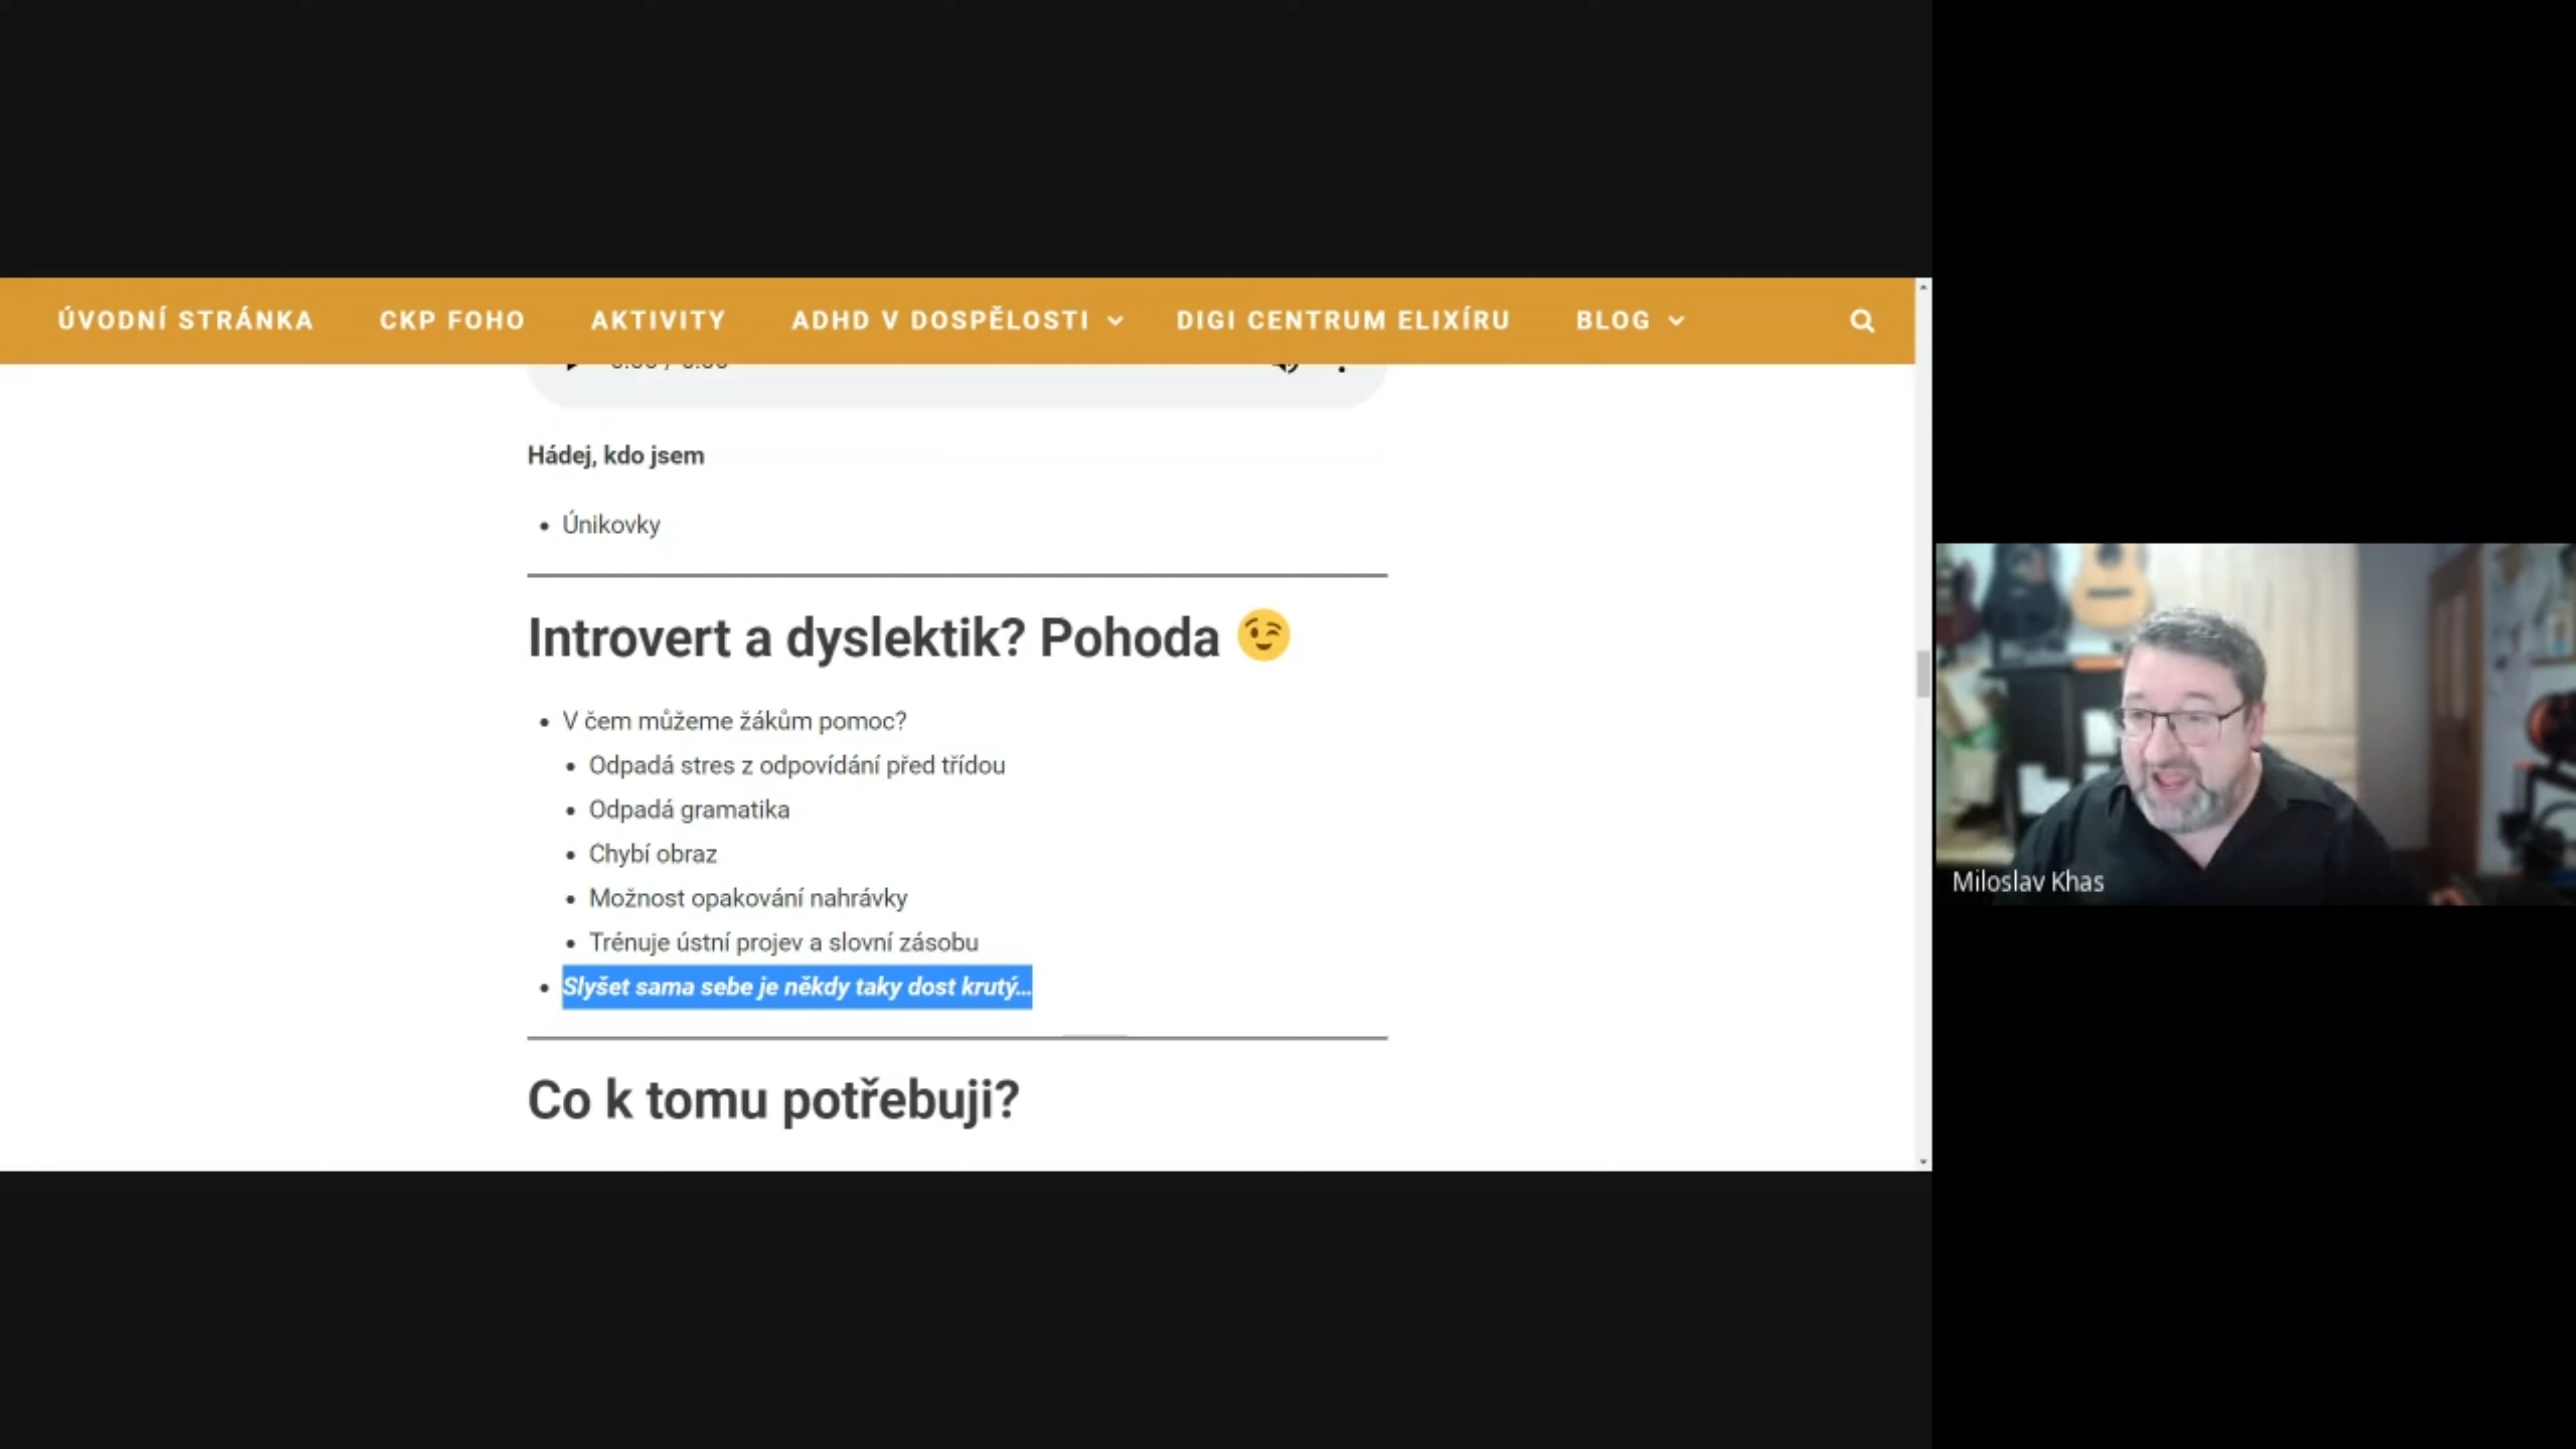 ÚVODNÍ STRÁNKA CKP FOHO AKTIVITY ADHD V DOSPĚLOSTI DIGI CENTRUM ELIXÍRU BLOG
Hádej, kdo jsem
Únikovky
Introvert a dyslektik? Pohoda 😉
V čem můžeme žákům pomoc?
Odpadá stres z odpovídání před třídou
Odpadá gramatika
Chybí obraz
Možnost opakování nahrávky
Trénuje ústní projev a slovní zásobu
Slyšet sama sebe je někdy taky dost krutý...
Co k tomu potřebuji?
Miloslav Khas